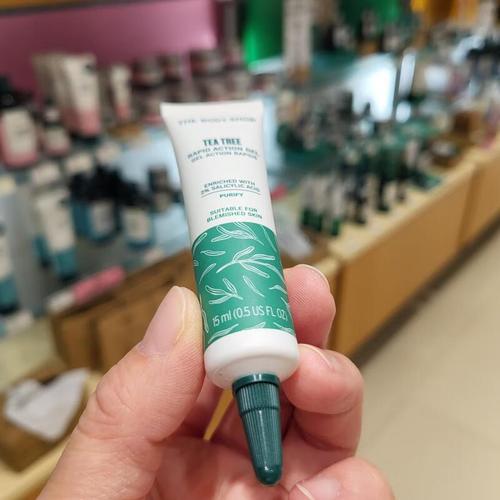 THE BODY SHOP
TEA TREE
RAPID ACTION GEL
GEL ACTION RAPIDE
ENRICHED WITH
2% SALICYLIC ACID
PURIFY
SUITABLE FOR
BLEMISHED SKIN
15 ml (0.5 US FL OZ)